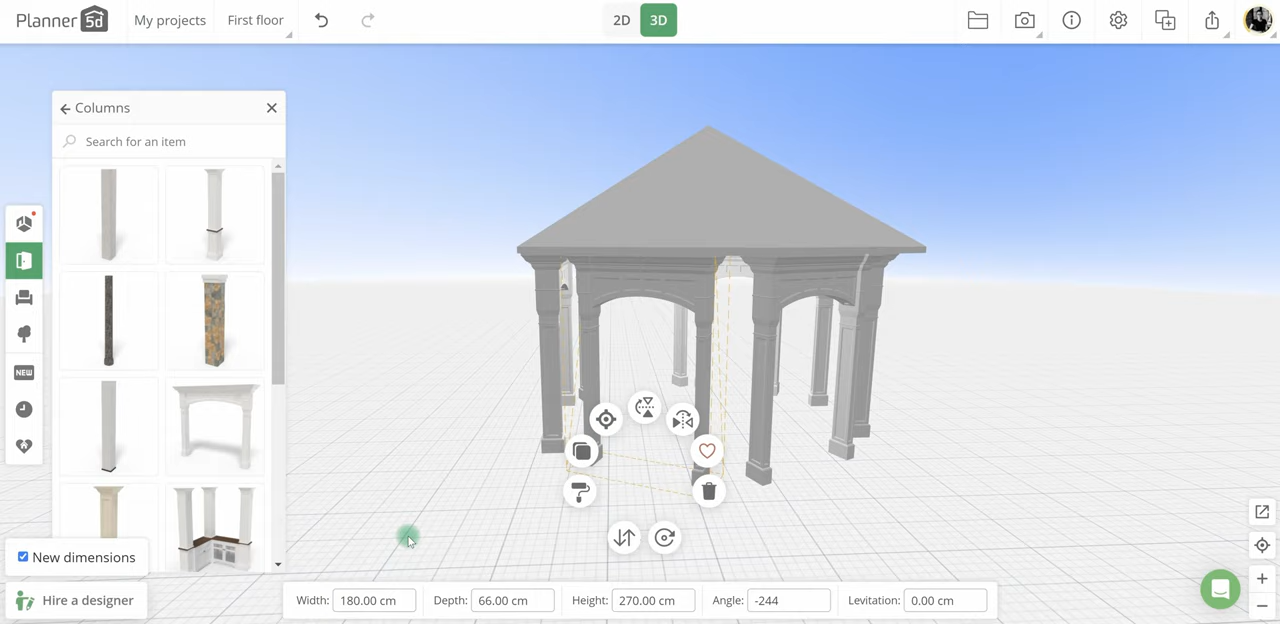 Planner 5d My projects First floor 2D 3D
Columns
Search for an item
NEW
New dimensions
Hire a designer
Width: 180.00 cm Depth: 66.00 cm Height: 270.00 cm Angle: -244 Levitation: 0.00 cm